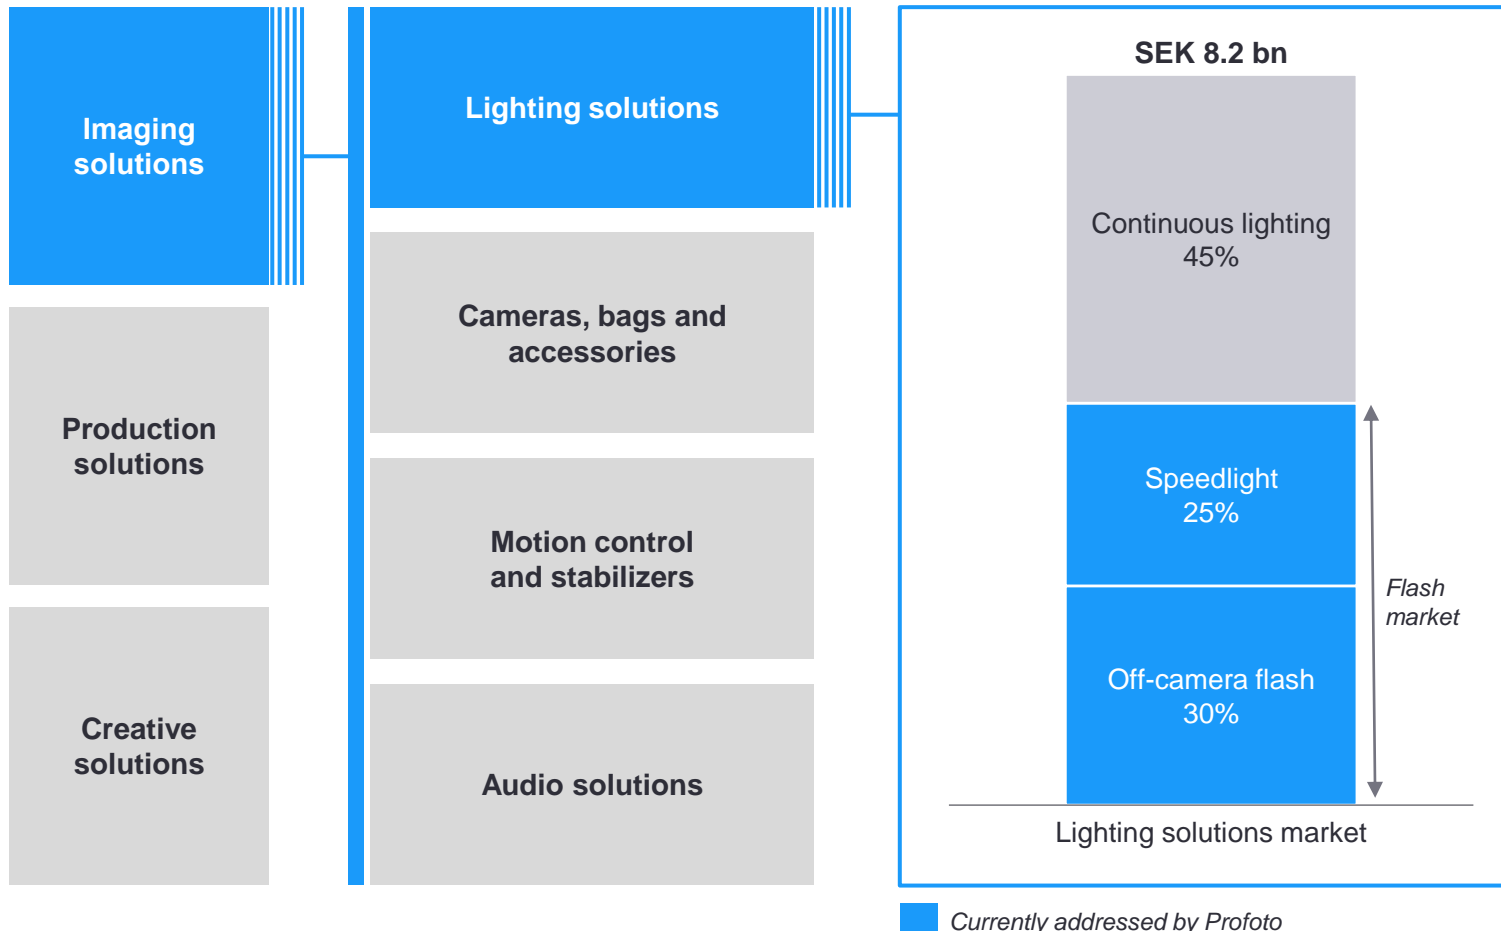 Imaging
solutions
Production
solutions
Creative
solutions
Lighting solutions
Cameras, bags and
accessories
Motion control
and stabilizers
Audio solutions
SEK 8.2 bn
Continuous lighting
45%
Speedlight
25%
Off-camera flash
30%
Flash
market
Lighting solutions market
Currently addressed by Profoto